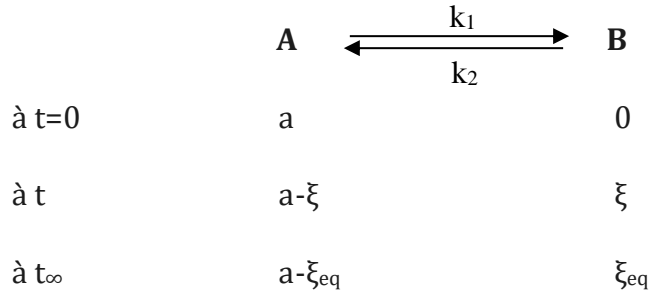 k₁
A B
k₂
à t=0 a 0
à t a-ξ ξ
à t∞ a-ξeq ξeq